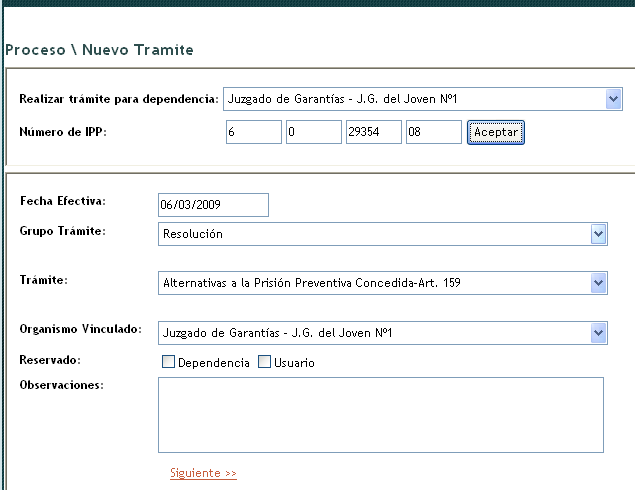 Proceso \ Nuevo Tramite
Realizar trámite para dependencia: Juzgado de Garantías - J.G. del Joven Nº1
Número de IPP: 6 0 29354 08 Aceptar
Fecha Efectiva: 06/03/2009
Grupo Trámite: Resolución
Trámite: Alternativas a la Prisión Preventiva Concedida-Art. 159
Organismo Vinculado: Juzgado de Garantías - J.G. del Joven Nº1
Reservado: Dependencia Usuario
Observaciones:
Siguiente >>